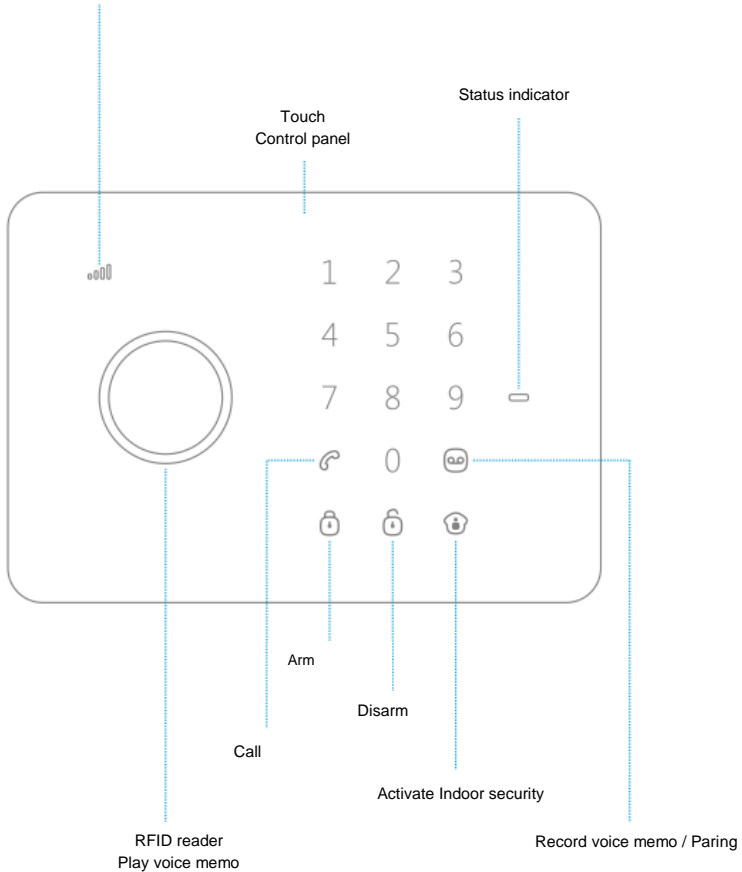 Status indicator
Touch
Control panel
1 2 3
4 5 6
7 8 9
0
Arm
Disarm
Call
Activate Indoor security
RFID reader
Play voice memo
Record voice memo / Paring